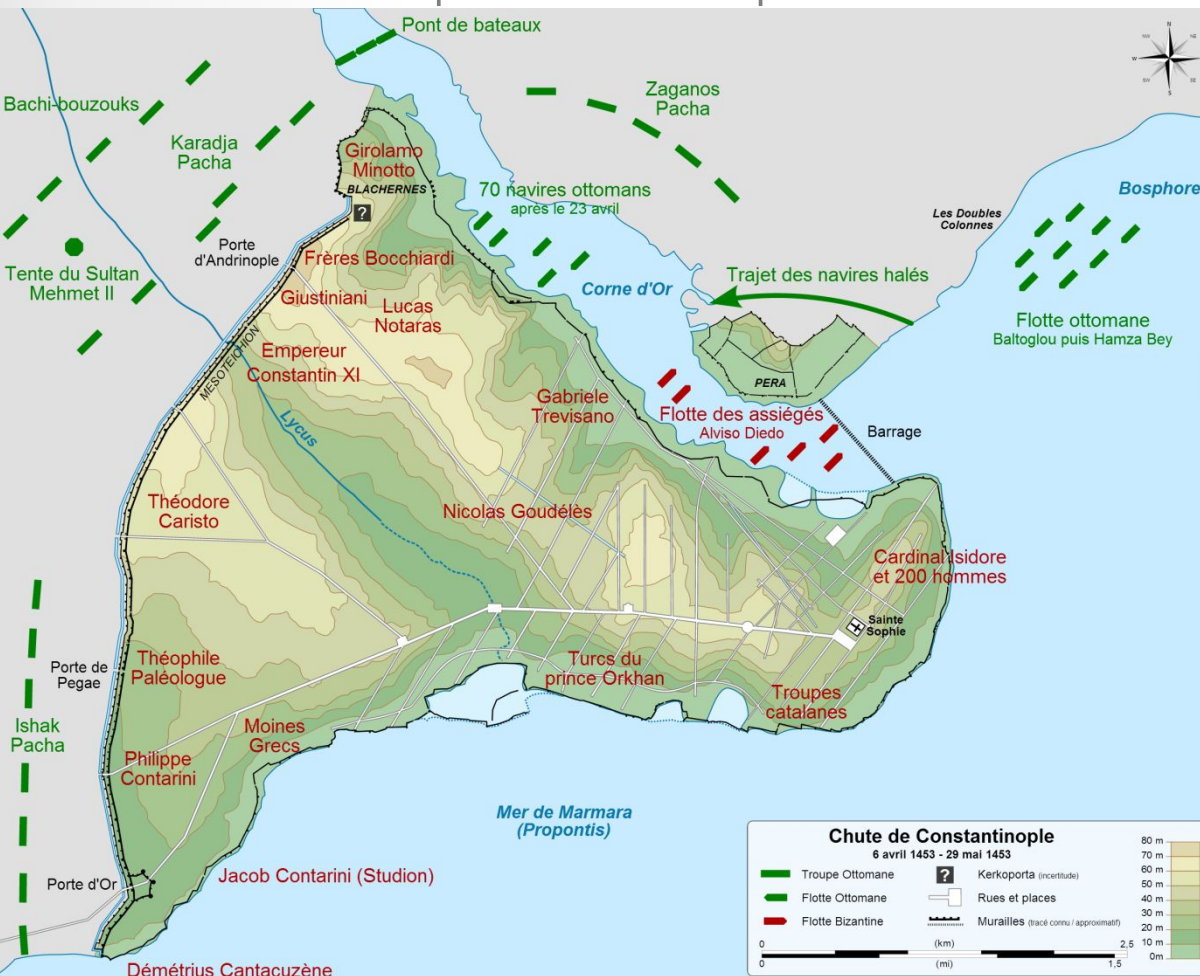 Pont de bateaux
Bachi-bouzouks
Zaganos
Pacha
Karadja
Pacha
Girolamo
Minotto
BLACHERNES
?
70 navires ottomans
après le 23 avril
N
NE
E
SE
S
SW
W
NW
Bosphore
Les Doubles
Colonnes
Porte
d'Andrinople
Tente du Sultan
Mehmet II
Frères Bocchiardi
Giustiniani
Lucas
Notaras
Corne d'Or
Trajet des navires halés
Flotte ottomane
Baltoglou puis Hamza Bey
MESOTEICHION
Empereur
Constantin XI
PERA
Gabriele
Trevisano
Flotte des assiégés
Alviso Diedo
Barrage
Lycus
Théodore
Caristo
Nicolas Goudélès
Cardinal Isidore
et 200 hommes
Sainte
Sophie
Porte de
Pegae
Théophile
Paléologue
Turcs du
prince Orkhan
Troupes
catalanes
Ishak
Pacha
Moines
Grecs
Philippe
Contarini
Mer de Marmara
(Propontis)
Porte d'Or
Jacob Contarini (Studion)
Démétrius Cantacuzène
Chute de Constantinople
6 avril 1453 - 29 mai 1453
Troupe Ottomane
? Kerkoporta (incertitude)
Flotte Ottomane
Rues et places
Flotte Bizantine
Murailles (tracé connu / approximatif)
0 (km) 2,5
0 (mi) 1,5
80 m
70 m
60 m
50 m
40 m
30 m
20 m
10 m
0m